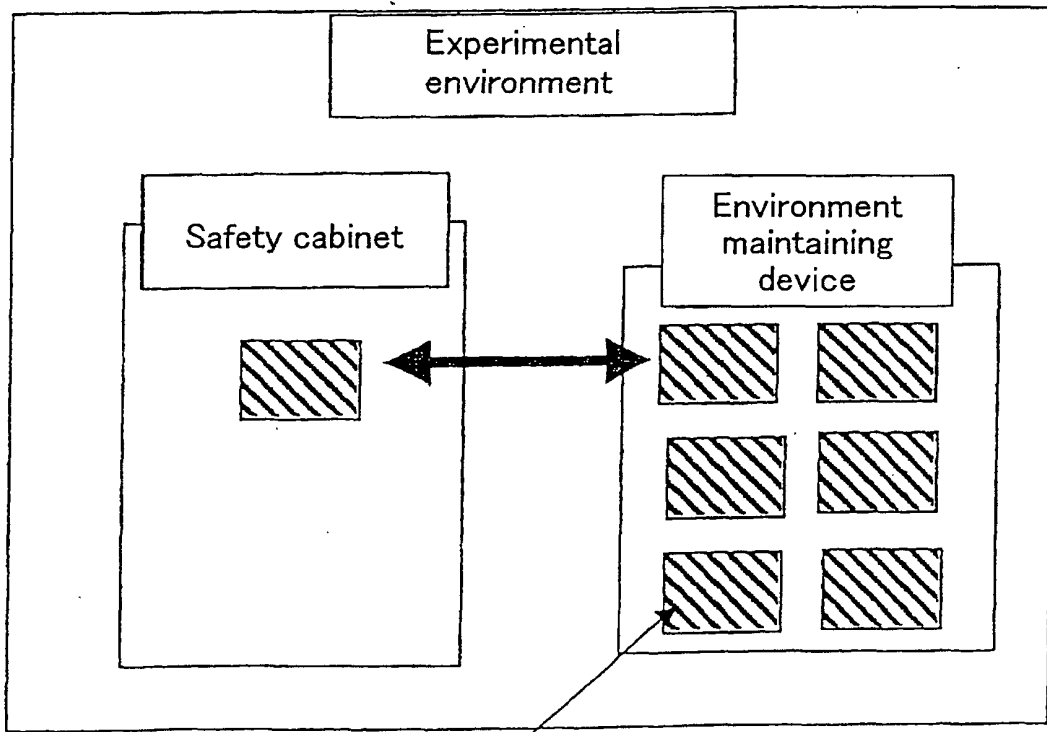 Experimental
environment
Safety cabinet
Environment
maintaining
device